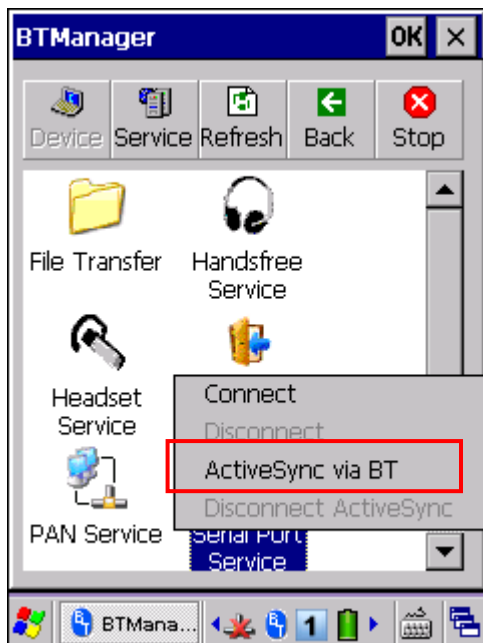 BTManager OK
Device Service Refresh Back Stop
File Transfer
Handsfree
Service
Headset
Service
Connect
Disconnect
ActiveSync via BT
Disconnect ActiveSync
PAN Service
Serial Port
Service
BTMana... 1